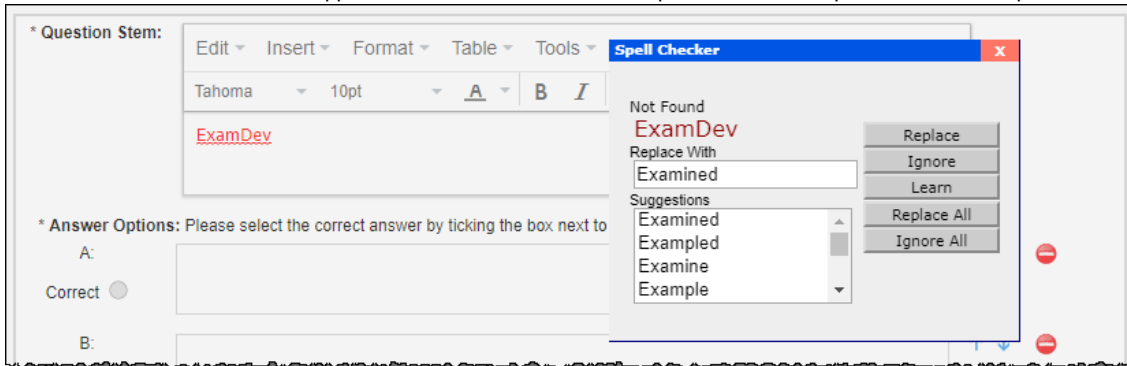 * Question Stem:
Edit Insert Format Table Tools
Tahoma 10pt A B I
ExamDev
Spell Checker x
Not Found
ExamDev
Replace With
Examined
Suggestions
Examined
Exampled
Examine
Example
Replace
Ignore
Learn
Replace All
Ignore All
* Answer Options: Please select the correct answer by ticking the box next to
A:
Correct
B: